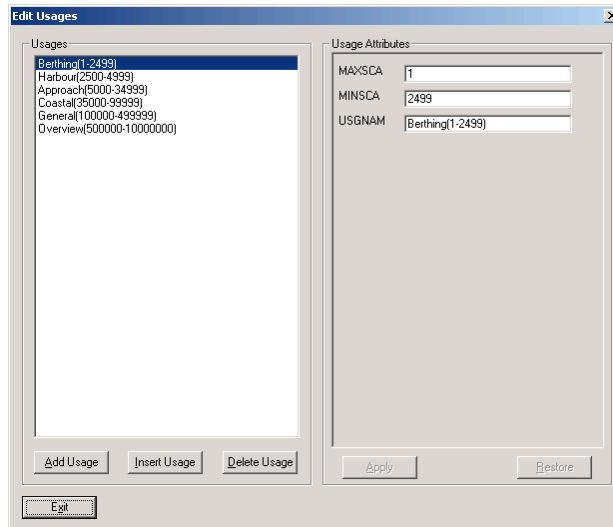 Edit Usages
Usages
Berthing(1-2499)
Harbour(2500-4999)
Approach(5000-34999)
Coastal(35000-99999)
General(100000-499999)
Overview(500000-10000000)
Add Usage
Insert Usage
Delete Usage
Usage Attributes
MAXSCA 1
MINSCA 2499
USGNAM Berthing(1-2499)
Apply
Restore
Exit